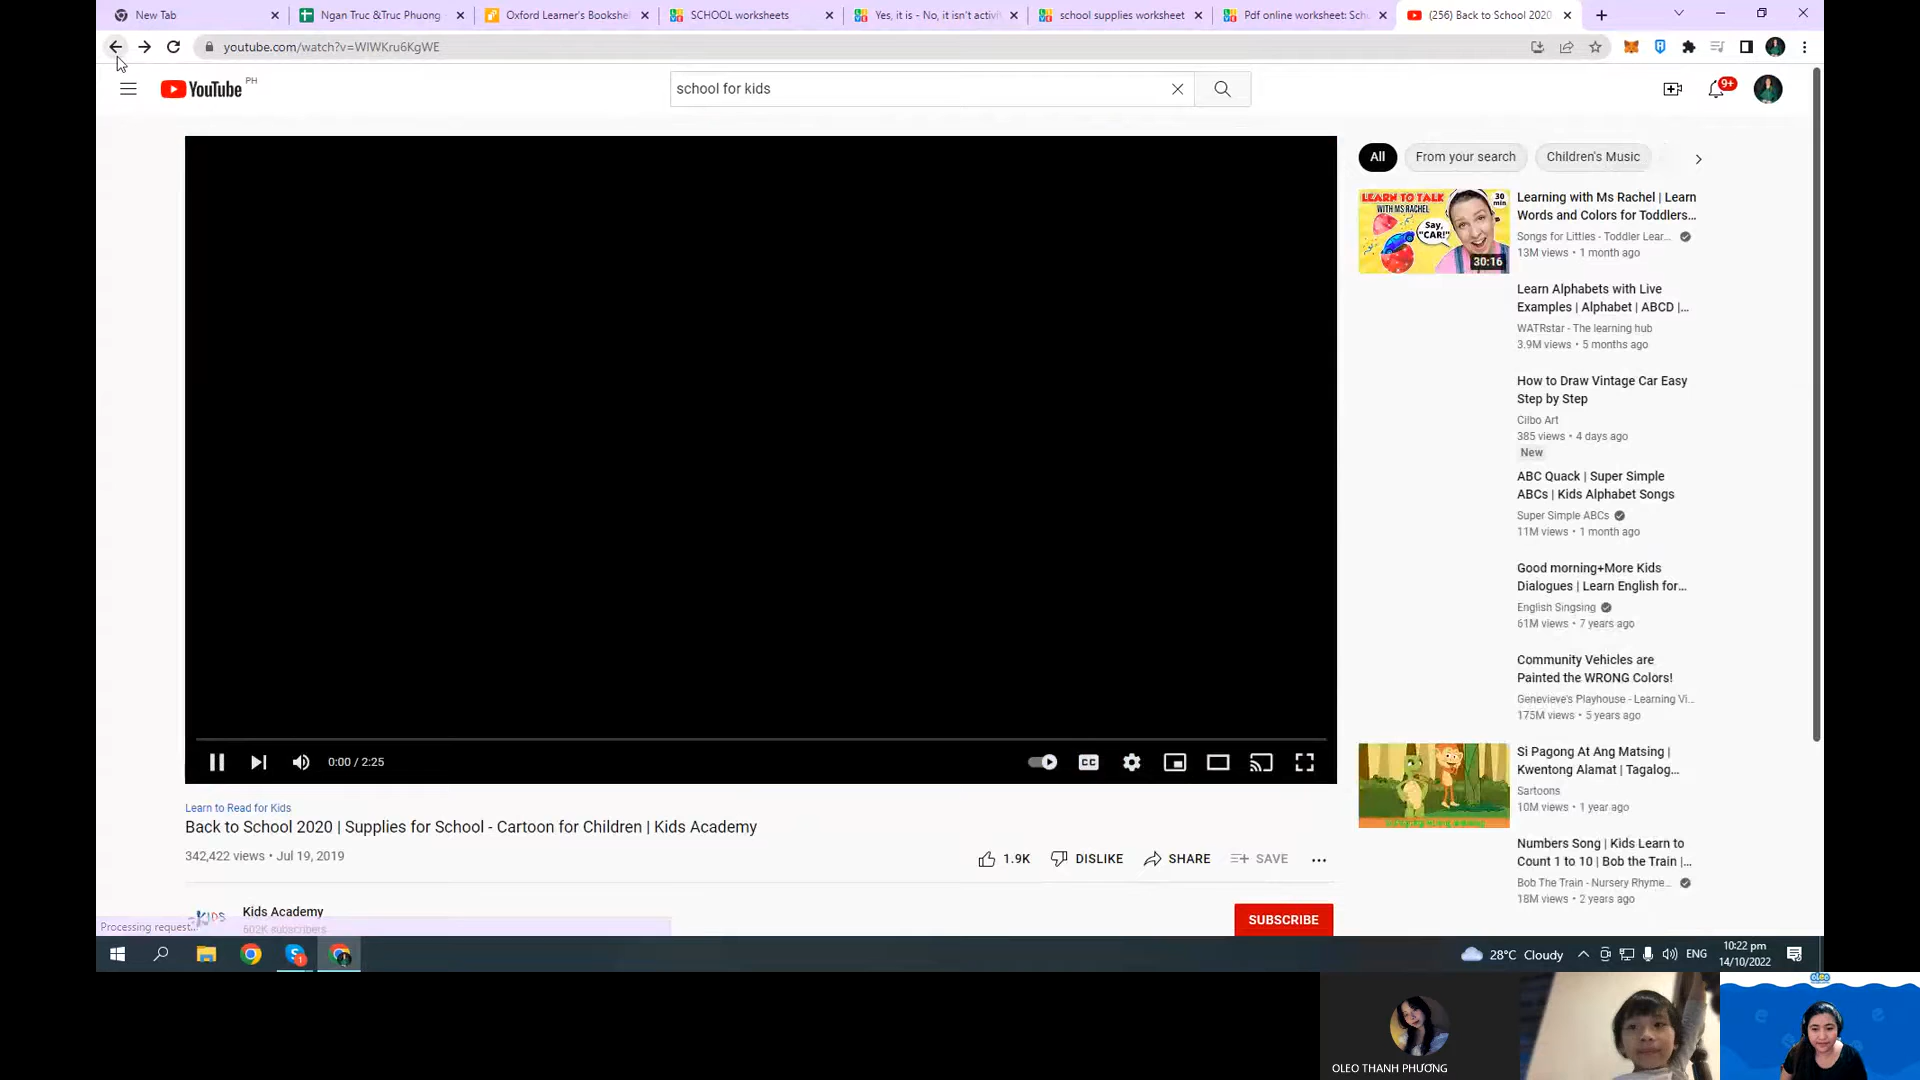 New Tab
Ngan Truc &Truc Phuong
Oxford Learner's Bookshe
SCHOOL worksheets
Yes, it is - No, it isn't activi
school supplies worksheet
Pdf online worksheet: Sch
(256) Back to School 2020
youtube.com/watch?v=WIWKru6KgWE
YouTube PH
school for kids
9+
All
From your search
Children's Music
LEARN TO TALK
WITH MS RACHEL
30
min
Say,
"CAR!"
30:16
Learning with Ms Rachel | Learn
Words and Colors for Toddlers...
Songs for Littles - Toddler Lear...
13M views • 1 month ago
Learn Alphabets with Live
Examples | Alphabet | ABCD |...
WATRstar - The learning hub
3.9M views • 5 months ago
How to Draw Vintage Car Easy
Step by Step
Cilbo Art
385 views • 4 days ago
New
ABC Quack | Super Simple
ABCs | Kids Alphabet Songs
Super Simple ABCs
11M views • 1 month ago
Good morning+More Kids
Dialogues | Learn English for...
English Singsing
61M views • 7 years ago
Community Vehicles are
Painted the WRONG Colors!
Genevieve's Playhouse - Learning Vi...
175M views • 5 years ago
Si Pagong At Ang Matsing |
Kwentong Alamat | Tagalog...
Sartoons
10M views • 1 year ago
Numbers Song | Kids Learn to
Count 1 to 10 | Bob the Train |...
Bob The Train - Nursery Rhyme...
18M views • 2 years ago
0:00 / 2:25
CC
Learn to Read for Kids
Back to School 2020 | Supplies for School - Cartoon for Children | Kids Academy
342,422 views • Jul 19, 2019
1.9K
DISLIKE
SHARE
SAVE
KIDS
Kids Academy
502K subscribers
SUBSCRIBE
Processing request...
28°C Cloudy
ENG
10:22 pm
14/10/2022
OLEO THANH PHƯƠNG
oleo